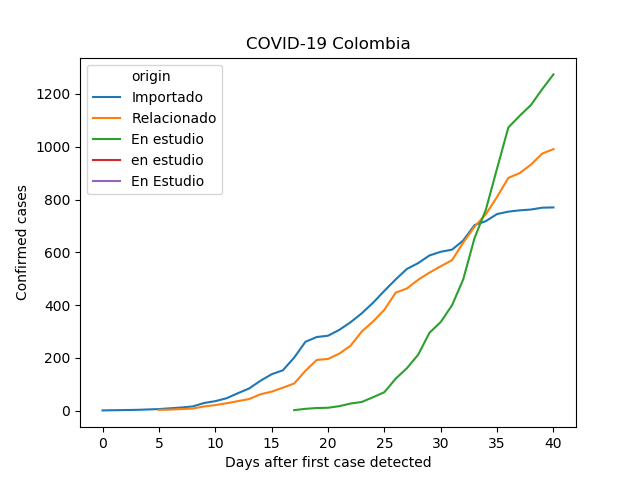 COVID-19 Colombia
origin
Importado
Relacionado
En estudio
en estudio
En Estudio
Confirmed cases
1200
1000
800
600
400
200
0
0 5 10 15 20 25 30 35 40
Days after first case detected